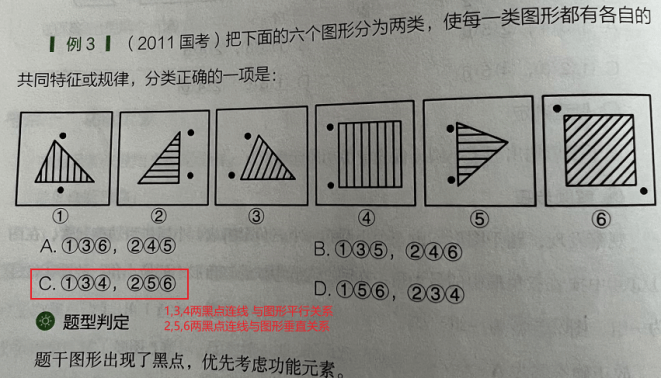 例3 （2011国考）把下面的六个图形分为两类，使每一类图形都有各自的
共同特征或规律，分类正确的一项是：
① ② ③ ④ ⑤ ⑥
A. ①③⑥，②④⑤ B. ①③⑤，②④⑥
C. ①③④，②⑤⑥ D. ①⑤⑥，②③④
题型判定
1,3,4两黑点连线 与图形平行关系
2,5,6两黑点连线与图形垂直关系
题干图形出现了黑点，优先考虑功能元素。